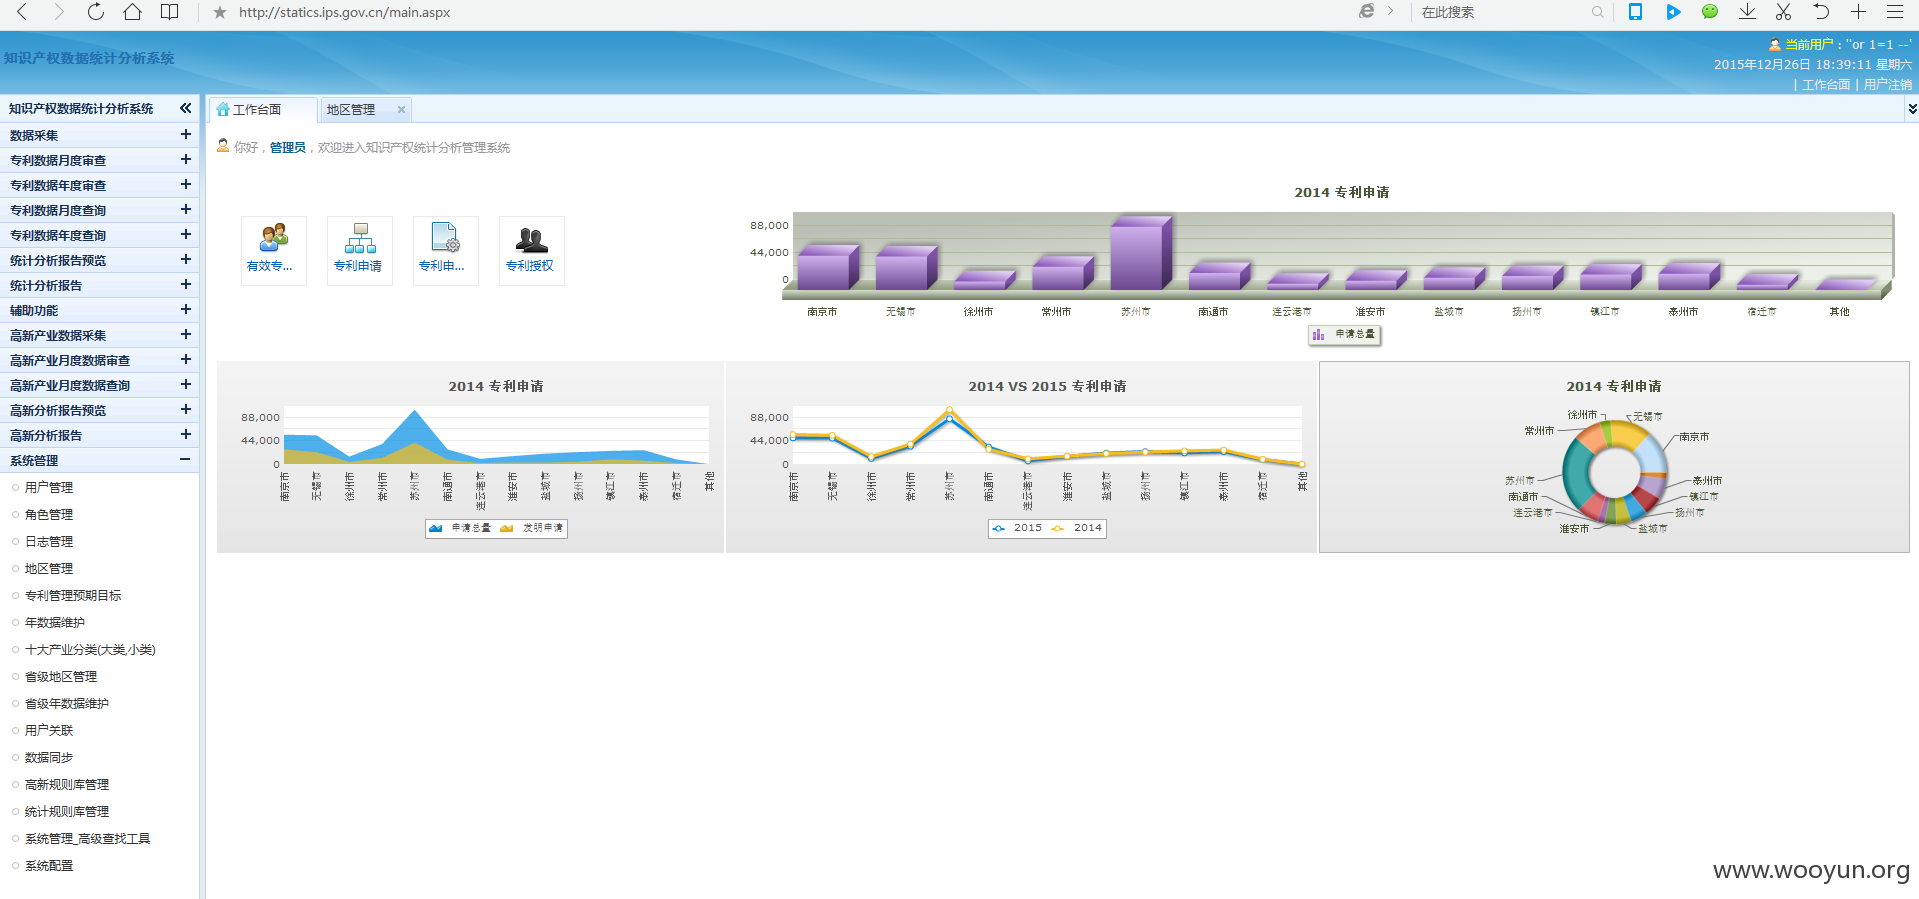 http://statics.ips.gov.cn/main.aspx
在此搜索
知识产权数据统计分析系统
当前用户：''or 1=1 --'
2015年12月26日 18:39:11 星期六
| 工作台面 | 用户注销
知识产权数据统计分析系统
工作台面
地区管理
数据采集
专利数据月度审查
专利数据年度审查
专利数据月度查询
专利数据年度查询
统计分析报告预览
统计分析报告
辅助功能
高新产业数据采集
高新产业月度数据审查
高新产业月度数据查询
高新分析报告预览
高新分析报告
系统管理
用户管理
角色管理
日志管理
地区管理
专利管理预期目标
年数据维护
十大产业分类(大类,小类)
省级地区管理
省级年数据维护
用户关联
数据同步
高新规则库管理
统计规则库管理
系统管理_高级查找工具
系统配置
你好，管理员，欢迎进入知识产权统计分析管理系统
有效专...
专利申请
专利申...
专利授权
2014 专利申请
88,000
44,000
0
南京市 无锡市 徐州市 常州市 苏州市 南通市 连云港市 淮安市 盐城市 扬州市 镇江市 泰州市 宿迁市 其他
申请总量
2014 专利申请
88,000
44,000
0
南京市 无锡市 徐州市 常州市 苏州市 南通市 连云港市 淮安市 盐城市 扬州市 镇江市 泰州市 宿迁市 其他
申请总量 发明申请
2014 VS 2015 专利申请
88,000
44,000
0
南京市 无锡市 徐州市 常州市 苏州市 南通市 连云港市 淮安市 盐城市 扬州市 镇江市 泰州市 宿迁市 其他
2015 2014
2014 专利申请
徐州市
无锡市
常州市
南京市
苏州市
泰州市
南通市
镇江市
连云港市
扬州市
淮安市
盐城市
www.wooyun.org